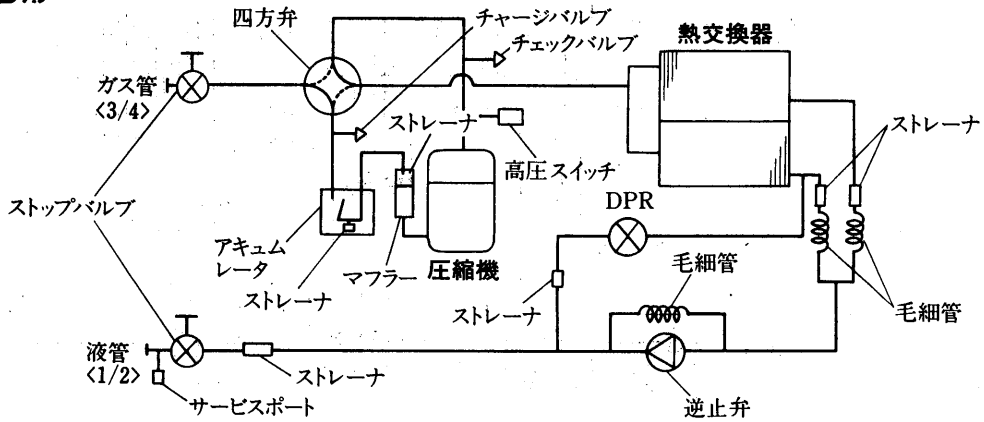 四方弁
チャージバルブ
チェックバルブ
熱交換器
ガス管
<3/4>
ストレーナ
ストレーナ
高圧スイッチ
DPR
ストップバルブ
アキュム
レータ
ストレーナ
マフラー
圧縮機
毛細管
ストレーナ
毛細管
液管
<1/2>
ストレーナ
サービスポート
逆止弁